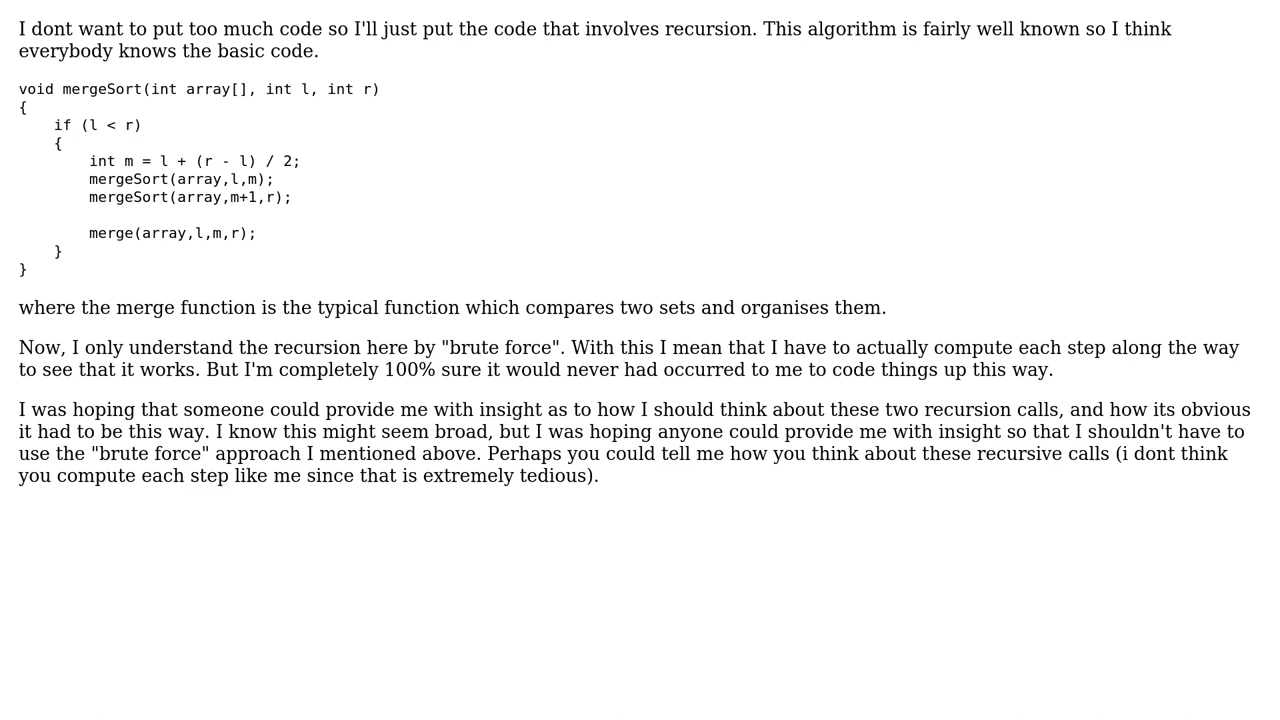 I dont want to put too much code so I'll just put the code that involves recursion. This algorithm is fairly well known so I think
everybody knows the basic code.
void mergeSort(int array[], int l, int r)
{
    if (l < r)
    {
        int m = l + (r - l) / 2;
        mergeSort(array,l,m);
        mergeSort(array,m+1,r);

        merge(array,l,m,r);
    }
}
where the merge function is the typical function which compares two sets and organises them.
Now, I only understand the recursion here by "brute force". With this I mean that I have to actually compute each step along the way
to see that it works. But I'm completely 100% sure it would never had occurred to me to code things up this way.
I was hoping that someone could provide me with insight as to how I should think about these two recursion calls, and how its obvious
it had to be this way. I know this might seem broad, but I was hoping anyone could provide me with insight so that I shouldn't have to
use the "brute force" approach I mentioned above. Perhaps you could tell me how you think about these recursive calls (i dont think
you compute each step like me since that is extremely tedious).